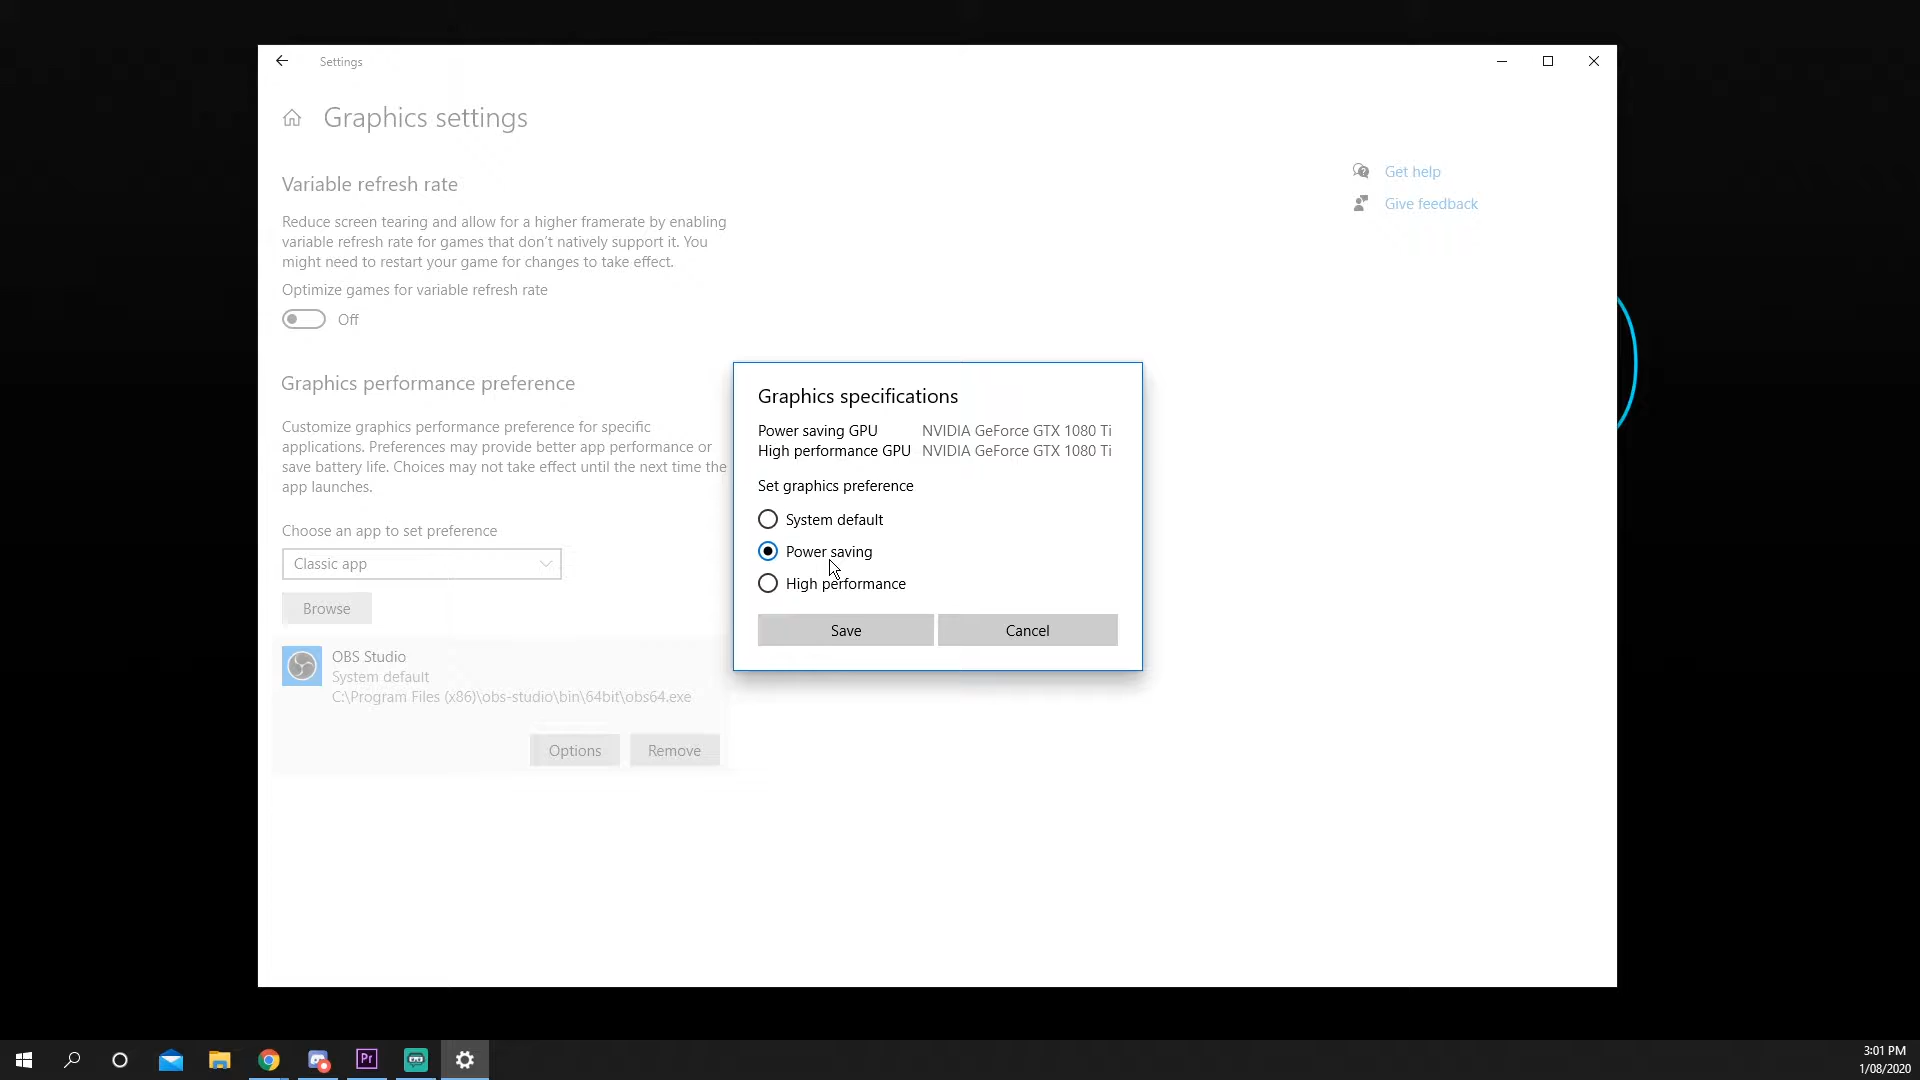 Settings
Graphics settings
Variable refresh rate
Reduce screen tearing and allow for a higher framerate by enabling
variable refresh rate for games that don't natively support it. You
might need to restart your game for changes to take effect.
Optimize games for variable refresh rate
Off
Graphics performance preference
Customize graphics performance preference for specific
applications. Preferences may provide better app performance or
save battery life. Choices may not take effect until the next time the
app launches.
Choose an app to set preference
Classic app
Browse
OBS Studio
System default
C:\Program Files (x86)\obs-studio\bin\64bit\obs64.exe
Options
Remove
Get help
Give feedback
Graphics specifications
Power saving GPU NVIDIA GeForce GTX 1080 Ti
High performance GPU NVIDIA GeForce GTX 1080 Ti
Set graphics preference
System default
Power saving
High performance
Save
Cancel
Pr
3:01 PM
1/08/2020